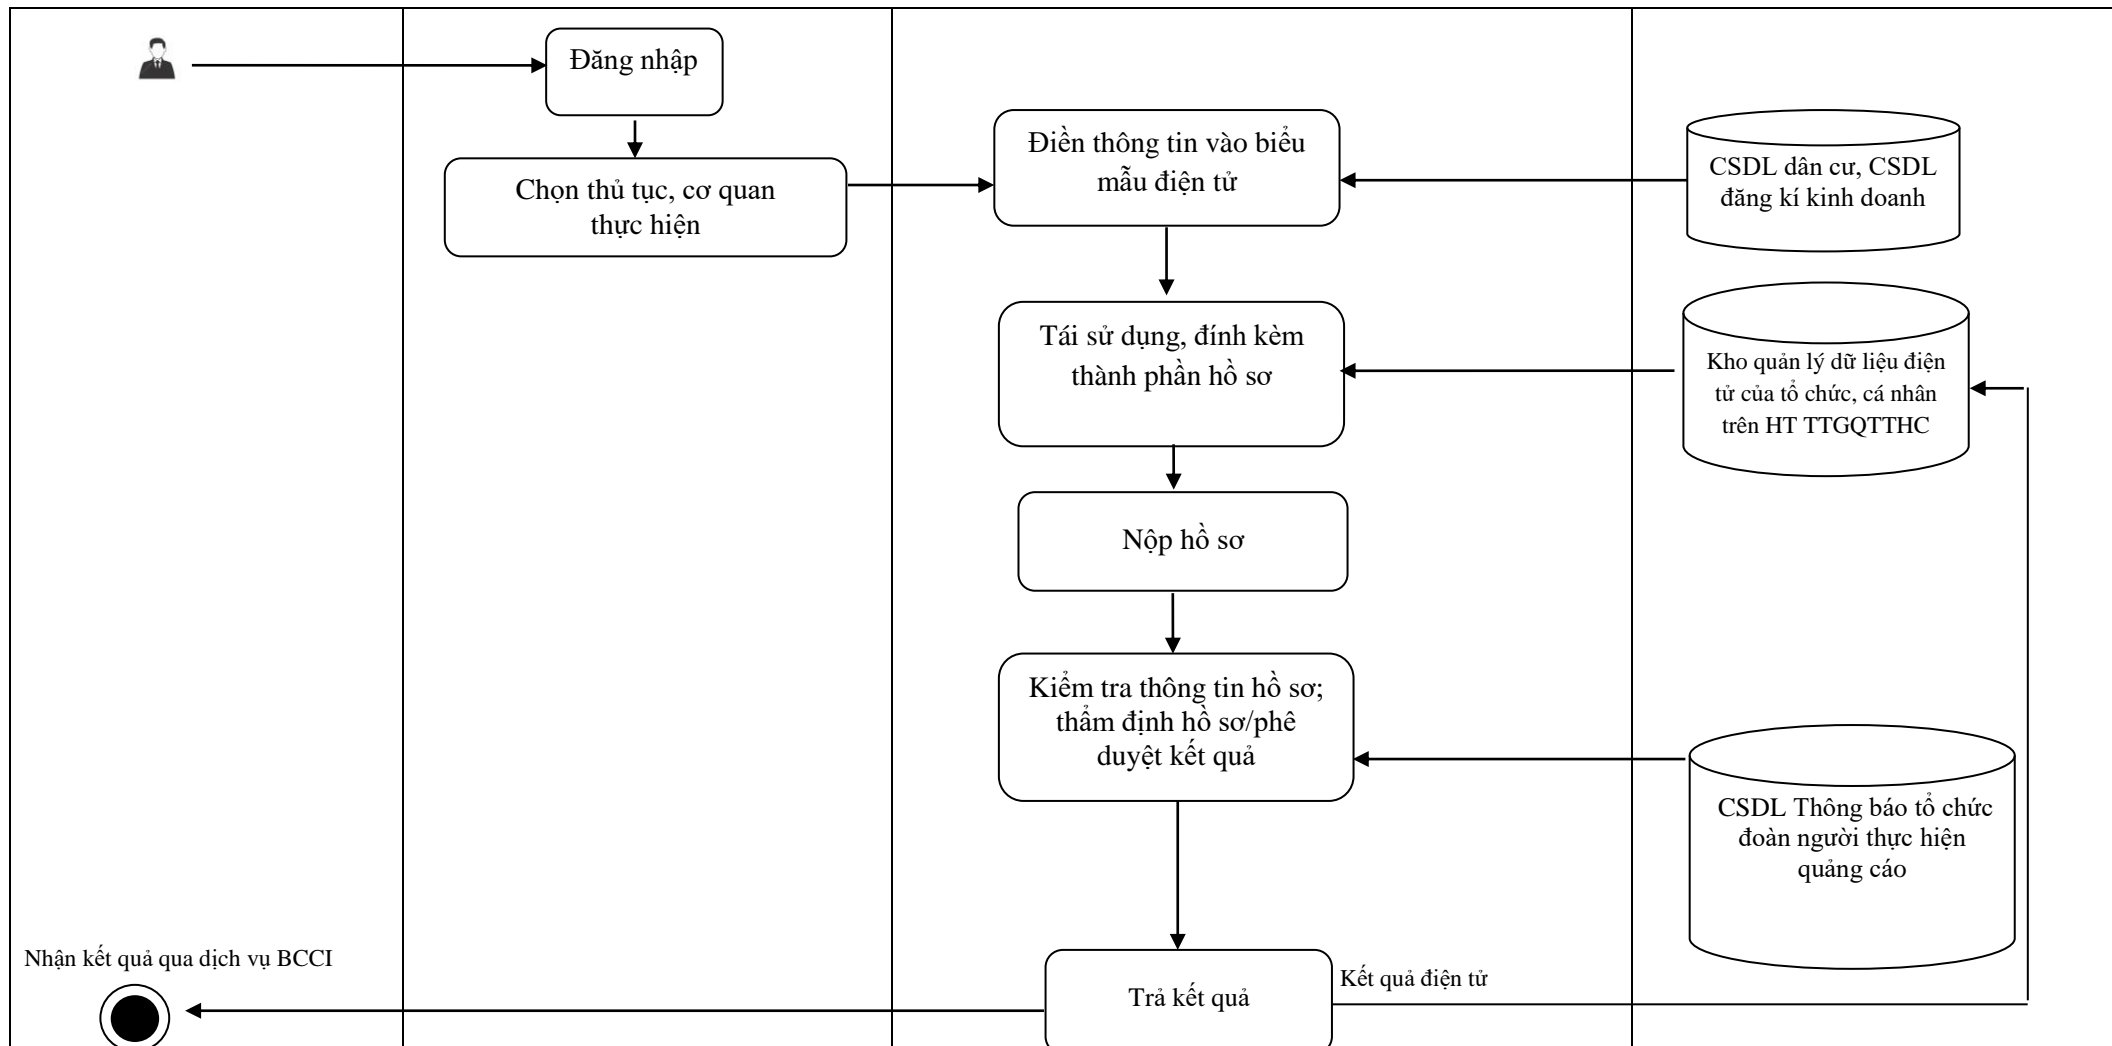 Đăng nhập
Chọn thủ tục, cơ quan
thực hiện
Điền thông tin vào biểu
mẫu điện tử
CSDL dân cư, CSDL
đăng kí kinh doanh
Tái sử dụng, đính kèm
thành phần hồ sơ
Kho quản lý dữ liệu điện
tử của tổ chức, cá nhân
trên HT TTGQTTHC
Nộp hồ sơ
Kiểm tra thông tin hồ sơ;
thẩm định hồ sơ/phê
duyệt kết quả
CSDL Thông báo tổ chức
đoàn người thực hiện
quảng cáo
Nhận kết quả qua dịch vụ BCCI
Trả kết quả
Kết quả điện tử